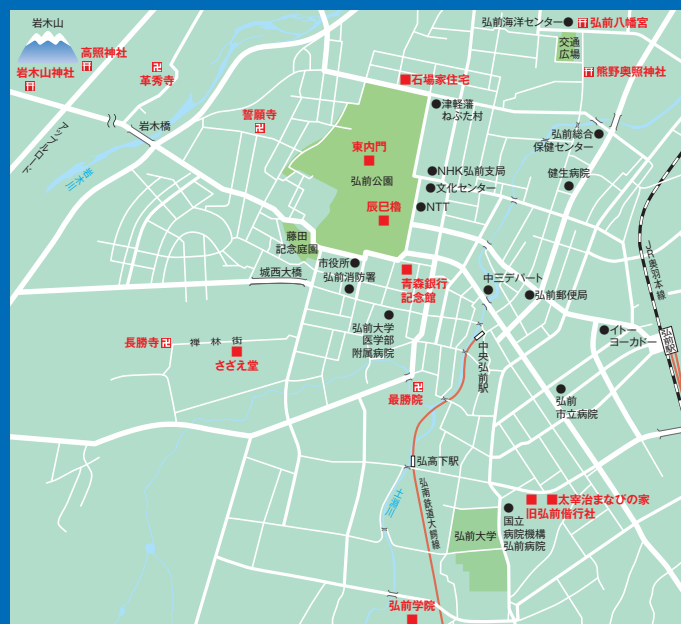 岩木山
高照神社
岩木山神社
革秀寺
弘前海洋センター
弘前八幡宮
交通
広場
熊野奥照神社
石場家住宅
津軽藩
ねぷた村
誓願寺
岩木橋
アップルロード
岩木川
東内門
弘前公園
弘前総合
保健センター
NHK弘前支局
文化センター
健生病院
辰巳櫓
NTT
藤田
記念庭園
市役所
弘前消防署
城西大橋
青森銀行
記念館
中三デパート
弘前郵便局
JR奥羽本線
弘前駅
弘前大学
医学部
附属病院
長勝寺
禅林街
さざえ堂
中央弘前駅
イトー
ヨーカドー
最勝院
弘前
市立病院
弘高下駅
弘南鉄道大鰐線
土渕川
太宰治まなびの家
旧弘前偕行社
国立
病院機構
弘前病院
弘前大学
弘前学院